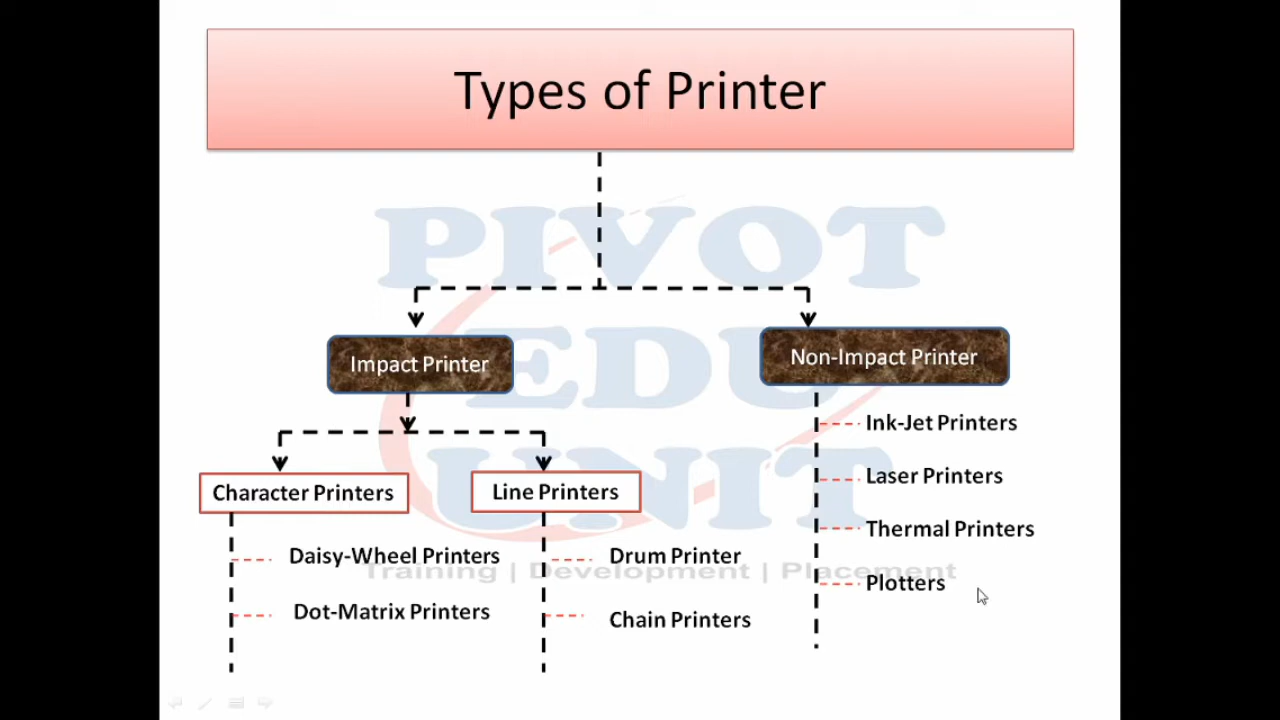 Types of Printer
PIVOT
EDU
UNIT
Training | Development | Placement
Impact Printer
Non-Impact Printer
Character Printers
Line Printers
Daisy-Wheel Printers
Dot-Matrix Printers
Drum Printer
Chain Printers
Ink-Jet Printers
Laser Printers
Thermal Printers
Plotters